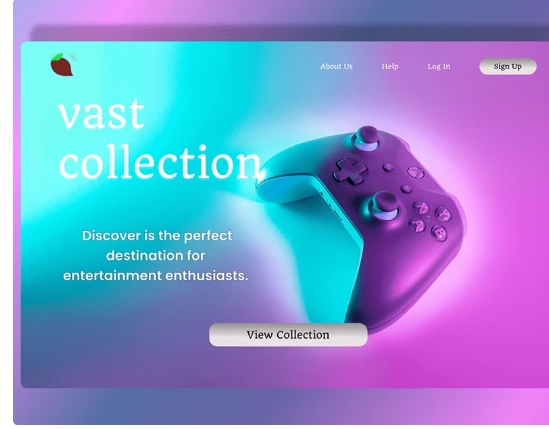 About Us Help Log In Sign Up
vast
collection
Discover is the perfect
destination for
entertainment enthusiasts.
View Collection